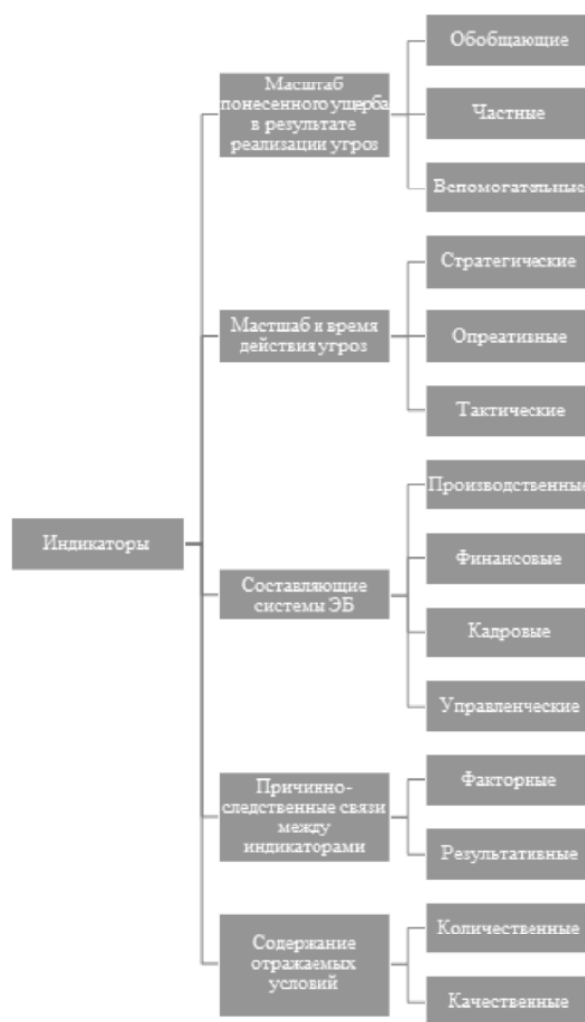 Индикаторы
Масштаб
понесенного ущерба
в результате
реализации угроз
Обобщающие
Частные
Вспомогательные
Мастшаб и время
действия угроз
Стратегические
Опреативные
Тактические
Составляющие
системы ЭБ
Производственные
Финансовые
Кадровые
Управленческие
Причинно-
следственные связи
между
индикаторами
Факторные
Результативные
Содержание
отражаемых
условий
Количественные
Качественные